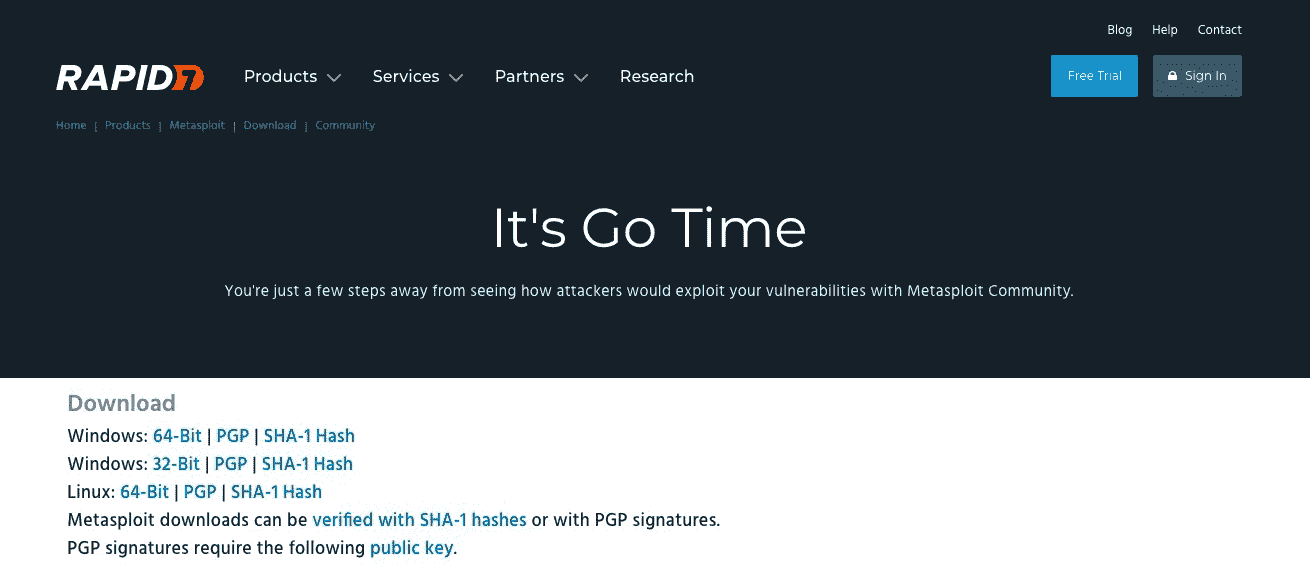 Blog Help Contact
RAPID7 Products Services Partners Research Free Trial Sign In
Home | Products | Metasploit | Download | Community
It's Go Time
You're just a few steps away from seeing how attackers would exploit your vulnerabilities with Metasploit Community.
Download
Windows: 64-Bit | PGP | SHA-1 Hash
Windows: 32-Bit | PGP | SHA-1 Hash
Linux: 64-Bit | PGP | SHA-1 Hash
Metasploit downloads can be verified with SHA-1 hashes or with PGP signatures.
PGP signatures require the following public key.